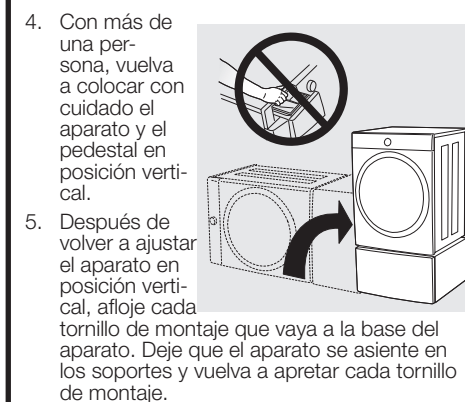 4. Con más de
una per-
sona, vuelva
a colocar con
cuidado el
aparato y el
pedestal en
posición verti-
cal.
5. Después de
volver a ajustar
el aparato en
posición verti-
cal, afloje cada
tornillo de montaje que vaya a la base del
aparato. Deje que el aparato se asiente en
los soportes y vuelva a apretar cada tornillo
de montaje.